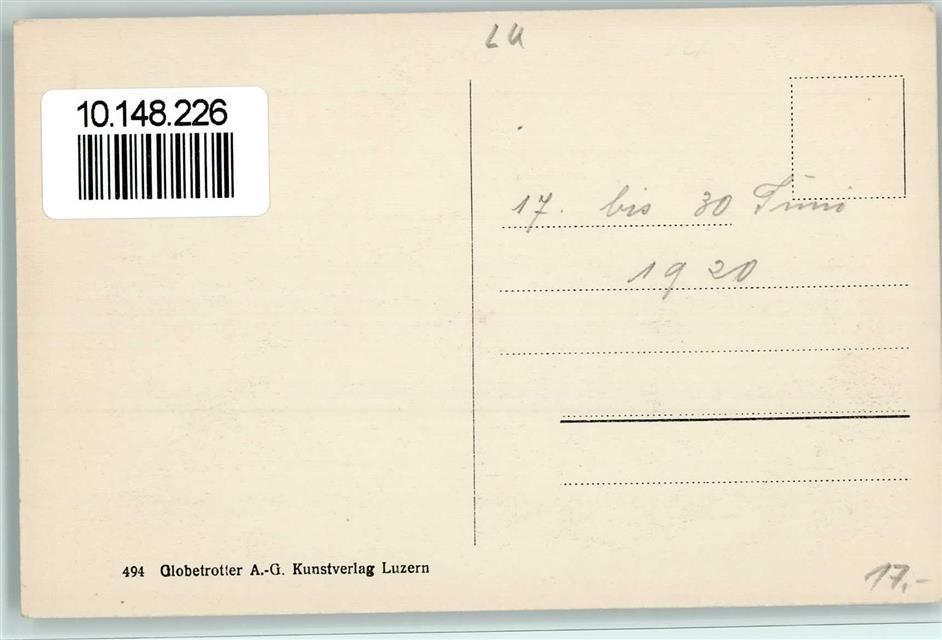 LU
10.148.226
17. bis 30 Juni
1920
494 Globetrotter A.-G. Kunstverlag Luzern
17.-